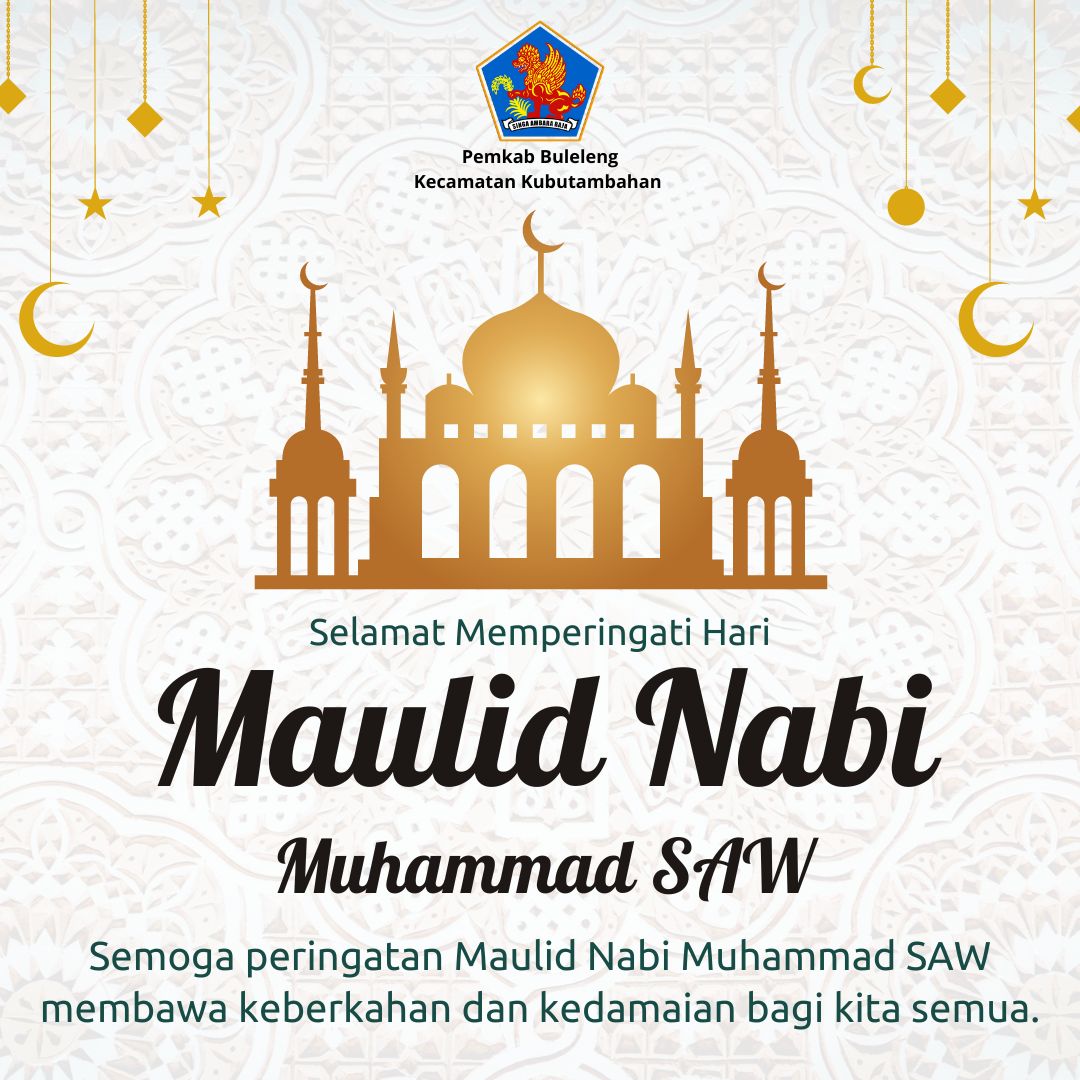 SINGA AMBARA RAJA
Pemkab Buleleng
Kecamatan Kubutambahan
Selamat Memperingati Hari
Maulid Nabi
Muhammad SAW
Semoga peringatan Maulid Nabi Muhammad SAW
membawa keberkahan dan kedamaian bagi kita semua.